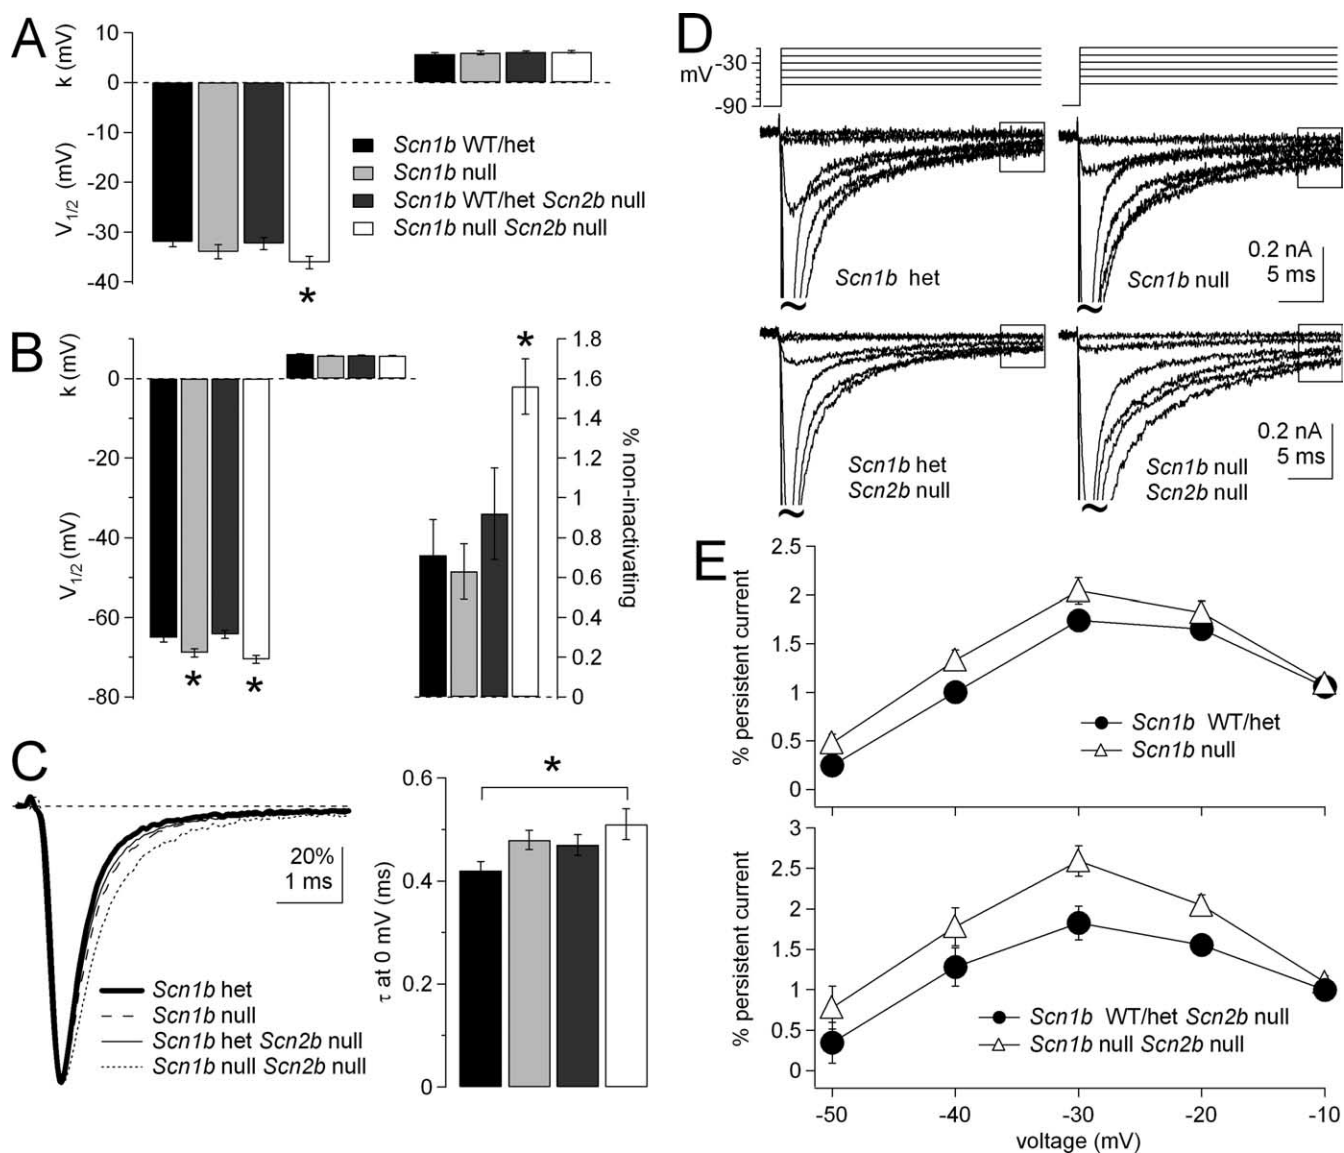 A
k (mV)
V1/2 (mV)
10
0
-10
-20
-30
-40
Scn1b WT/het
Scn1b null
Scn1b WT/het Scn2b null
Scn1b null Scn2b null
*
B
k (mV)
V1/2 (mV)
0
-20
-40
-60
-80
* *
*
1.8
1.6
1.4
1.2
1
0.8
0.6
0.4
0.2
0
% non-inactivating
C
20%
1 ms
Scn1b het
Scn1b null
Scn1b het Scn2b null
Scn1b null Scn2b null
τ at 0 mV (ms)
0.6
0.4
0.2
0
*
D
-30
mV
-90
Scn1b het
Scn1b null
0.2 nA
5 ms
Scn1b het
Scn2b null
Scn1b null
Scn2b null
0.2 nA
5 ms
E
% persistent current
2.5
2
1.5
1
0.5
0
Scn1b WT/het
Scn1b null
% persistent current
3
2.5
2
1.5
1
0.5
0
Scn1b WT/het Scn2b null
Scn1b null Scn2b null
-50 -40 -30 -20 -10
voltage (mV)